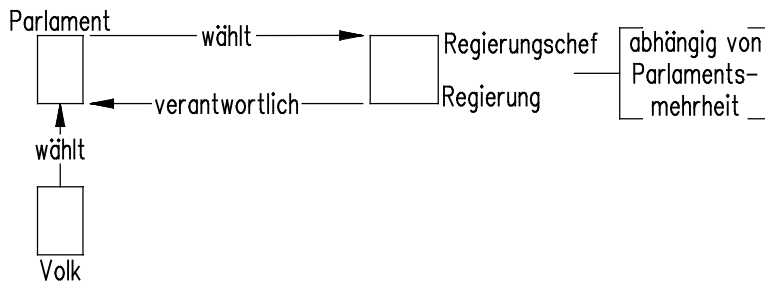 Parlament
wählt
Regierungschef
abhängig von
Parlaments-
mehrheit
verantwortlich
Regierung
wählt
Volk